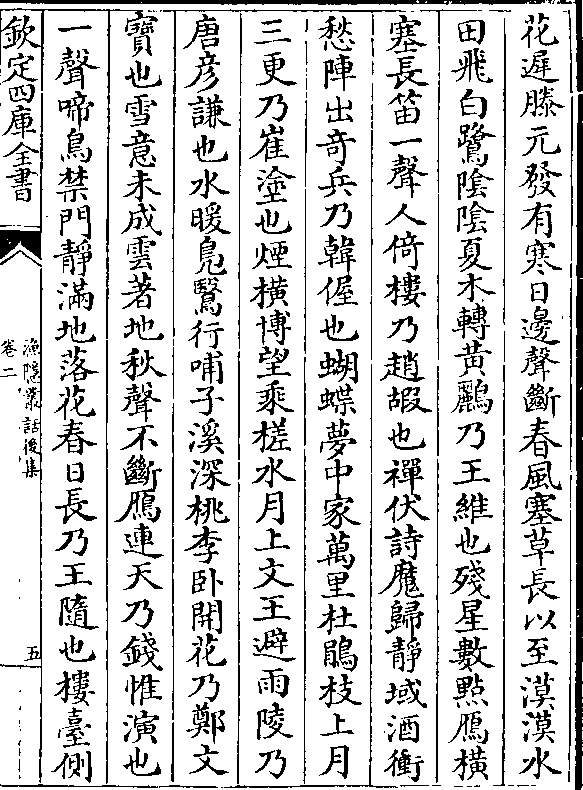 花遲滕元發有寒日邊聲斷春風塞草長以至漠漠水
田飛白鷺隂隂夏木轉黄鸝乃王維也殘星數㸃鴈横
塞長笛一聲人倚樓乃趙嘏也禪伏詩魔歸靜域酒衝
愁陣出竒兵乃韓偓也蝴蝶夢中家萬里杜鵑枝上月
三更乃崔塗也煙横博望乗槎水月上文王避雨陵乃
唐彦謙也水暖鳬鷖行哺子溪深桃李卧開花乃鄭文
寳也雪意未成雲著地秋聲不斷鴈連天乃錢惟演也
一聲啼鳥禁門靜滿地落花春日長乃王隨也樓臺側
欽定四庫全書
漁隱叢話後集
卷二
五